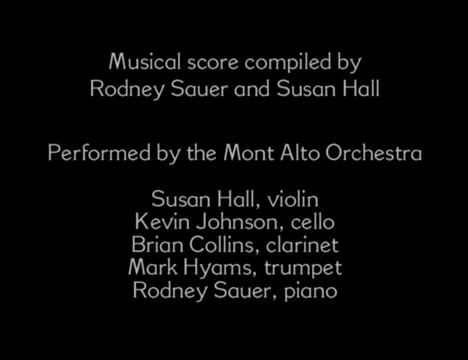 Musical score compiled by
Rodney Sauer and Susan Hall
Performed by the Mont Alto Orchestra
Susan Hall, violin
Kevin Johnson, cello
Brian Collins, clarinet
Mark Hyams, trumpet
Rodney Sauer, piano